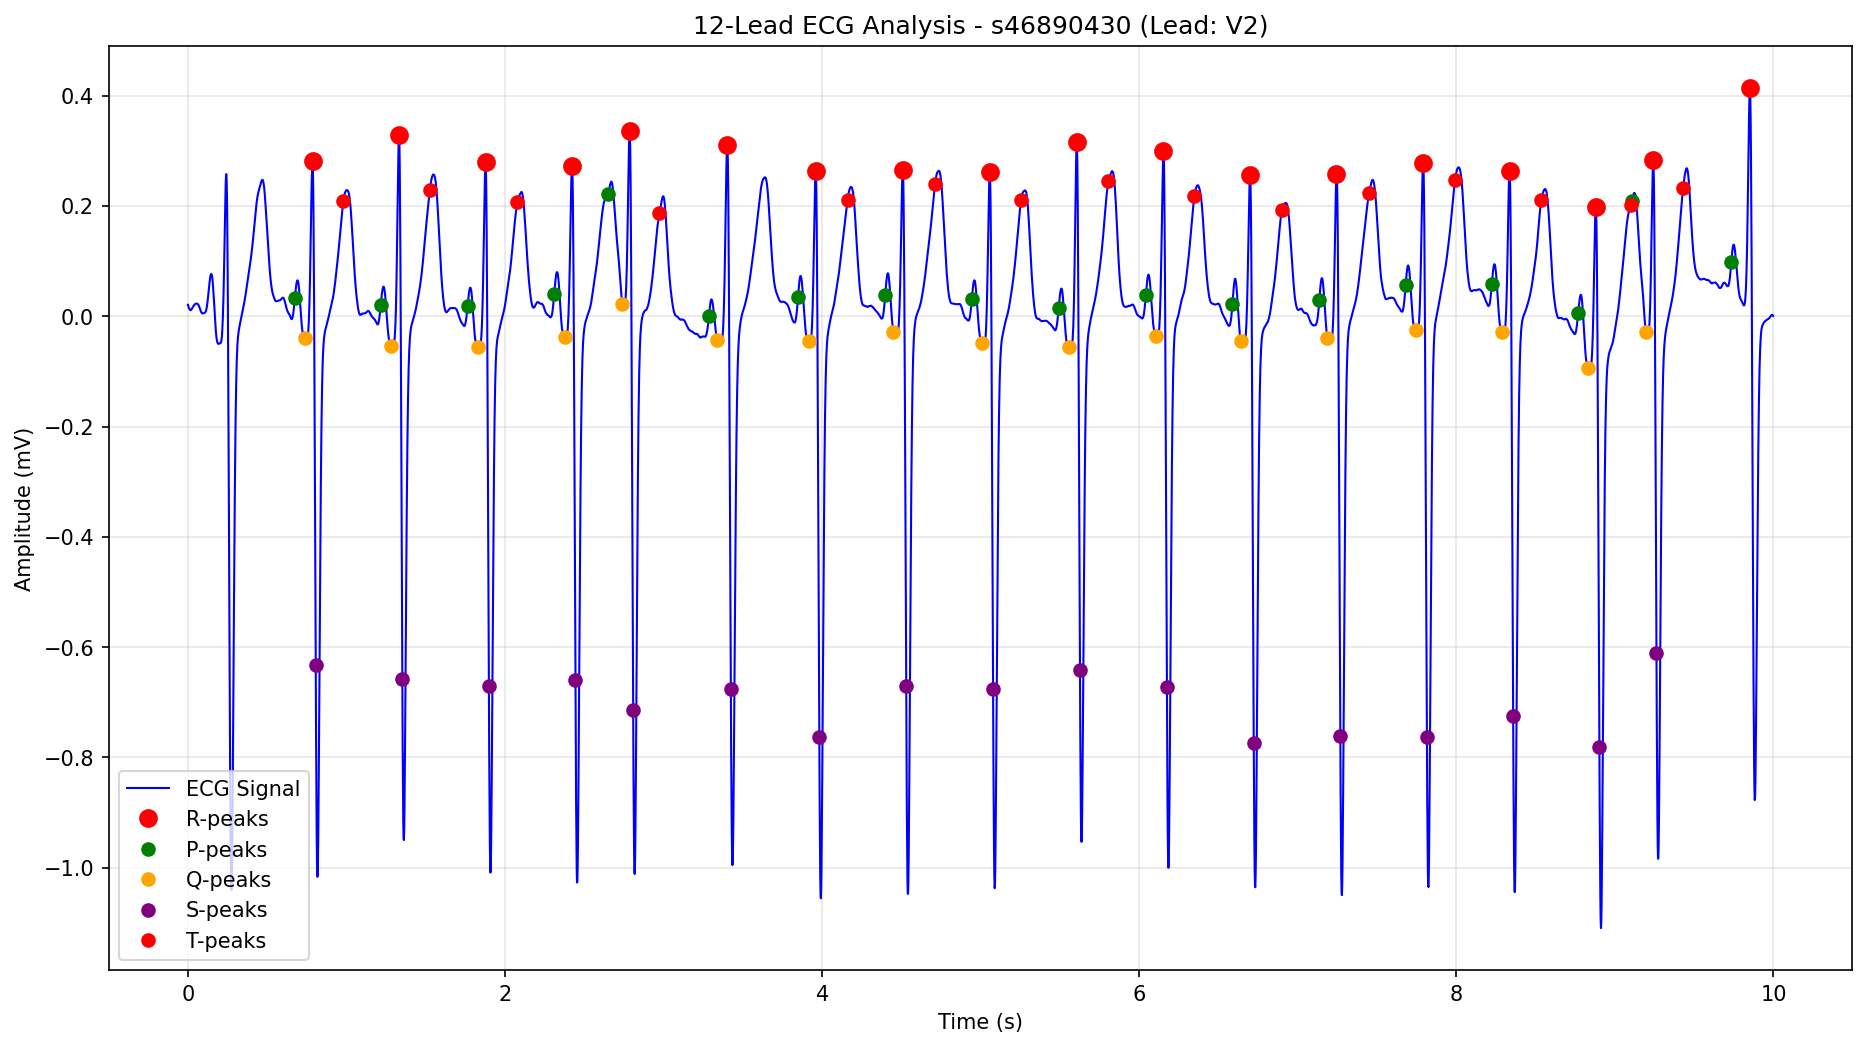 12-Lead ECG Analysis - s46890430 (Lead: V2)
Amplitude (mV)
0.4
0.2
0.0
−0.2
−0.4
−0.6
−0.8
−1.0
ECG Signal
R-peaks
P-peaks
Q-peaks
S-peaks
T-peaks
0 2 4 6 8 10
Time (s)